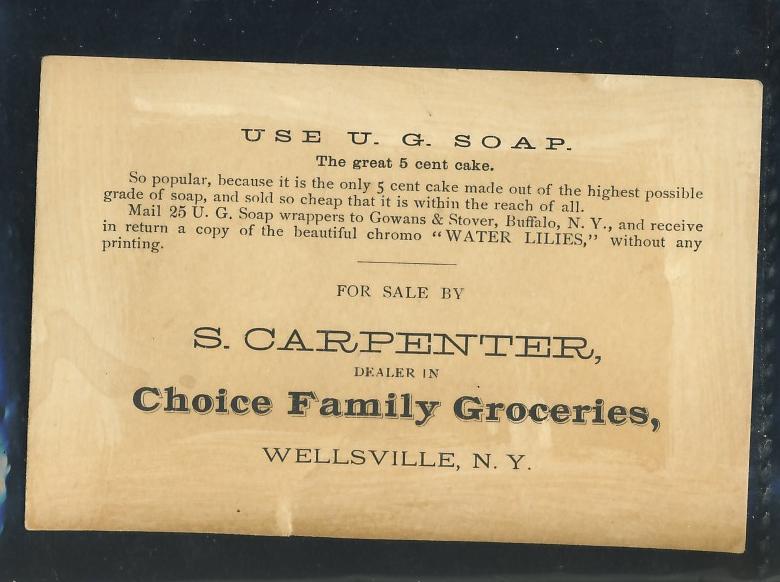 USE U. G. SOAP.
The great 5 cent cake.
So popular, because it is the only 5 cent cake made out of the highest possible
grade of soap, and sold so cheap that it is within the reach of all.
Mail 25 U. G. Soap wrappers to Gowans & Stover, Buffalo, N. Y., and receive
in return a copy of the beautiful chromo “WATER LILIES,” without any
printing.
FOR SALE BY
S. CARPENTER,
DEALER IN
Choice Family Groceries,
WELLSVILLE, N. Y.